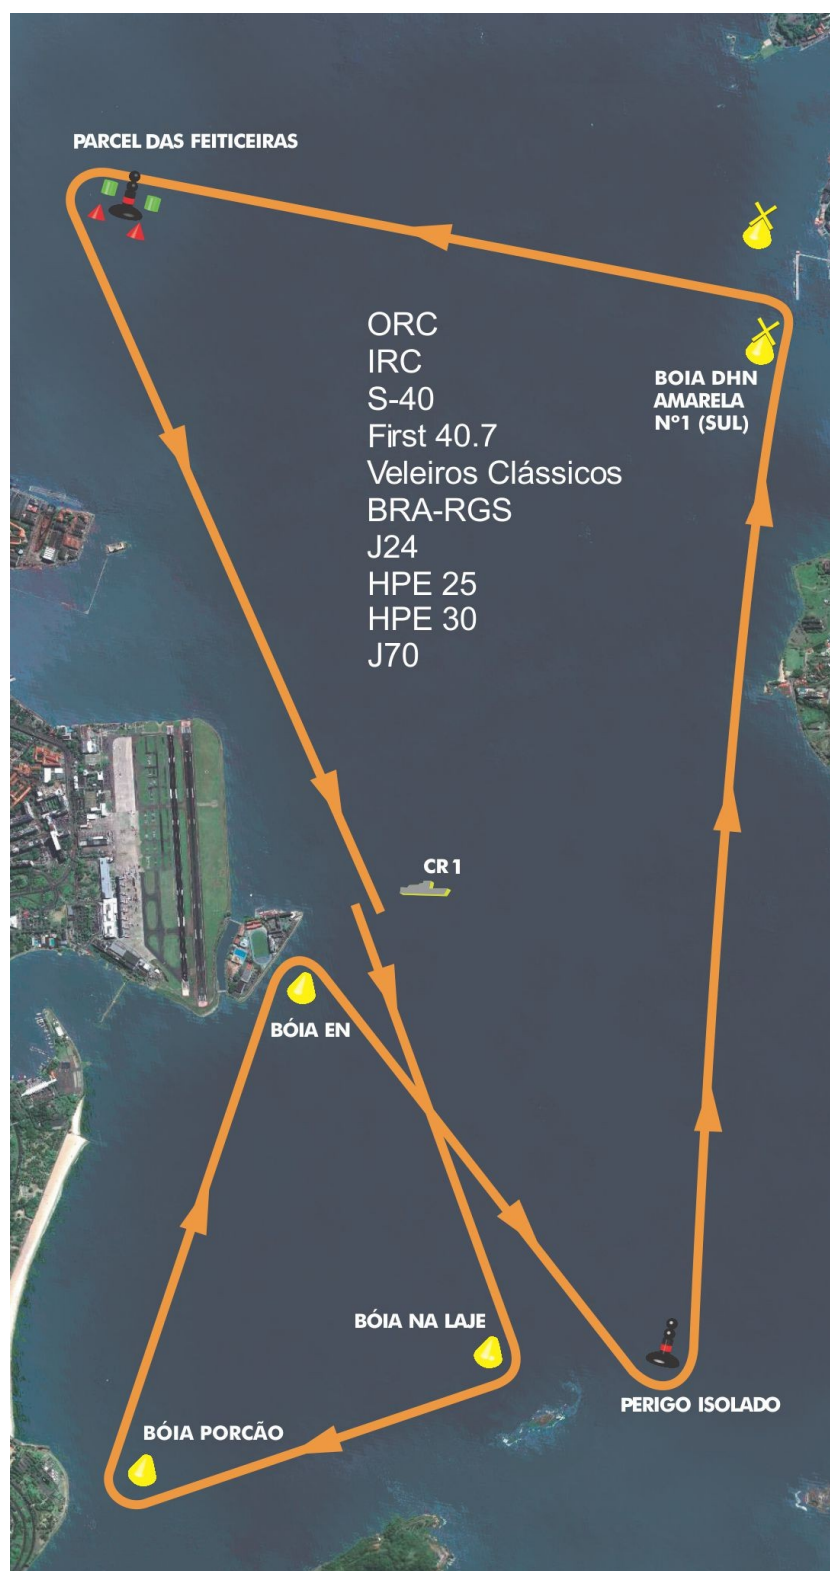 PARCEL DAS FEITICEIRAS
ORC
IRC
S-40
First 40.7
Veleiros Clássicos
BRA-RGS
J24
HPE 25
HPE 30
J70
BOIA DHN
AMARELA
Nº1 (SUL)
CR 1
BÓIA EN
BÓIA NA LAJE
PERIGO ISOLADO
BÓIA PORCÃO